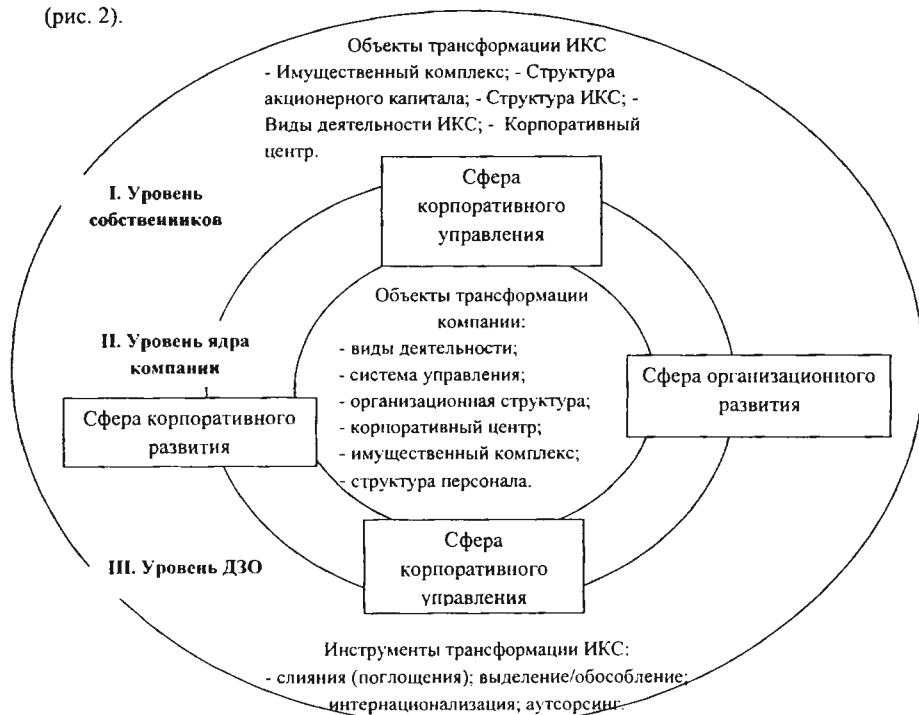 (рис. 2).
Объекты трансформации ИКС
- Имущественный комплекс; - Структура
акционерного капитала; - Структура ИКС; -
Виды деятельности ИКС; - Корпоративный
центр.
I. Уровень
собственников
Сфера
корпоративного
управления
Объекты трансформации
компании:
- виды деятельности;
- система управления;
- организационная структура;
- корпоративный центр;
- имущественный комплекс;
- структура персонала.
II. Уровень ядра
компании
Сфера корпоративного
развития
Сфера организационного
развития
III. Уровень ДЗО
Сфера
корпоративного
управления
Инструменты трансформации ИКС:
- слияния (поглощения); выделение/обособление;
интернационализация; аутсорсинг.